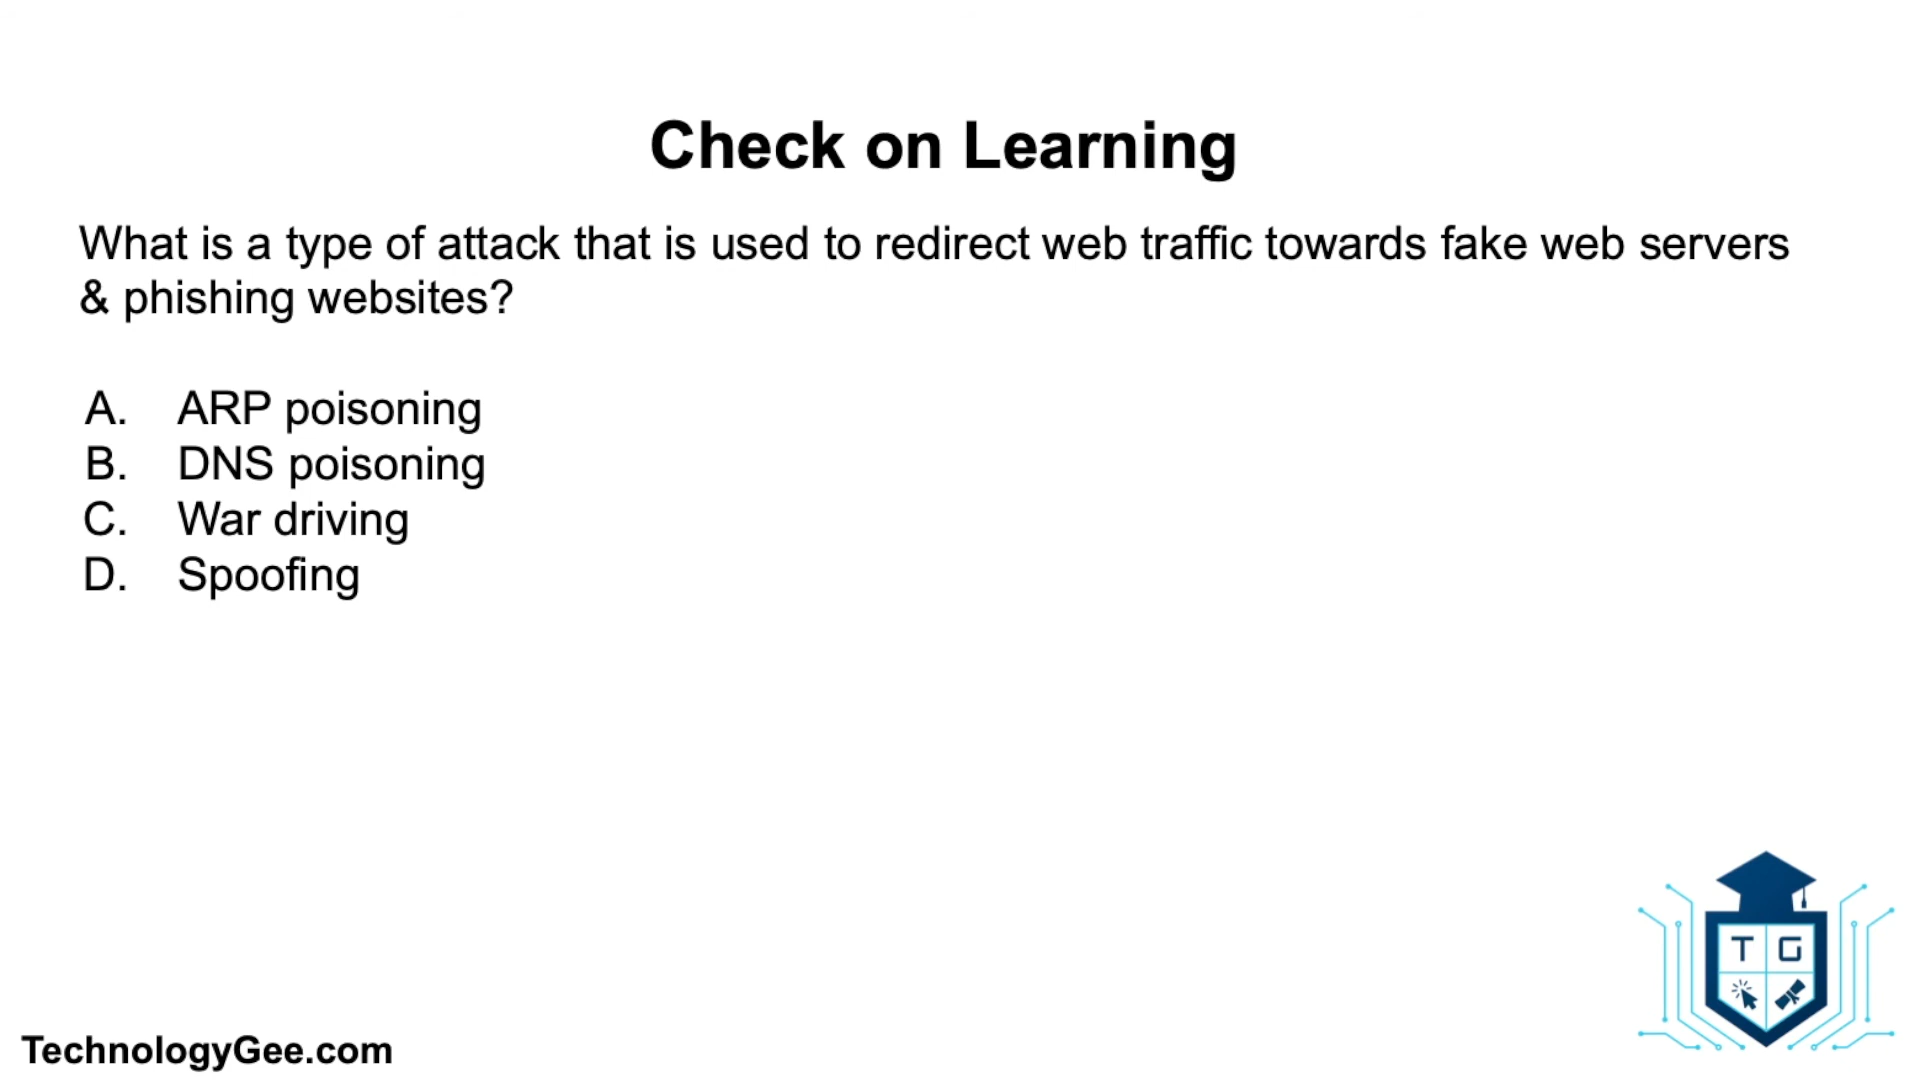 Check on Learning
What is a type of attack that is used to redirect web traffic towards fake web servers
& phishing websites?
A. ARP poisoning
B. DNS poisoning
C. War driving
D. Spoofing
T G
TechnologyGee.com